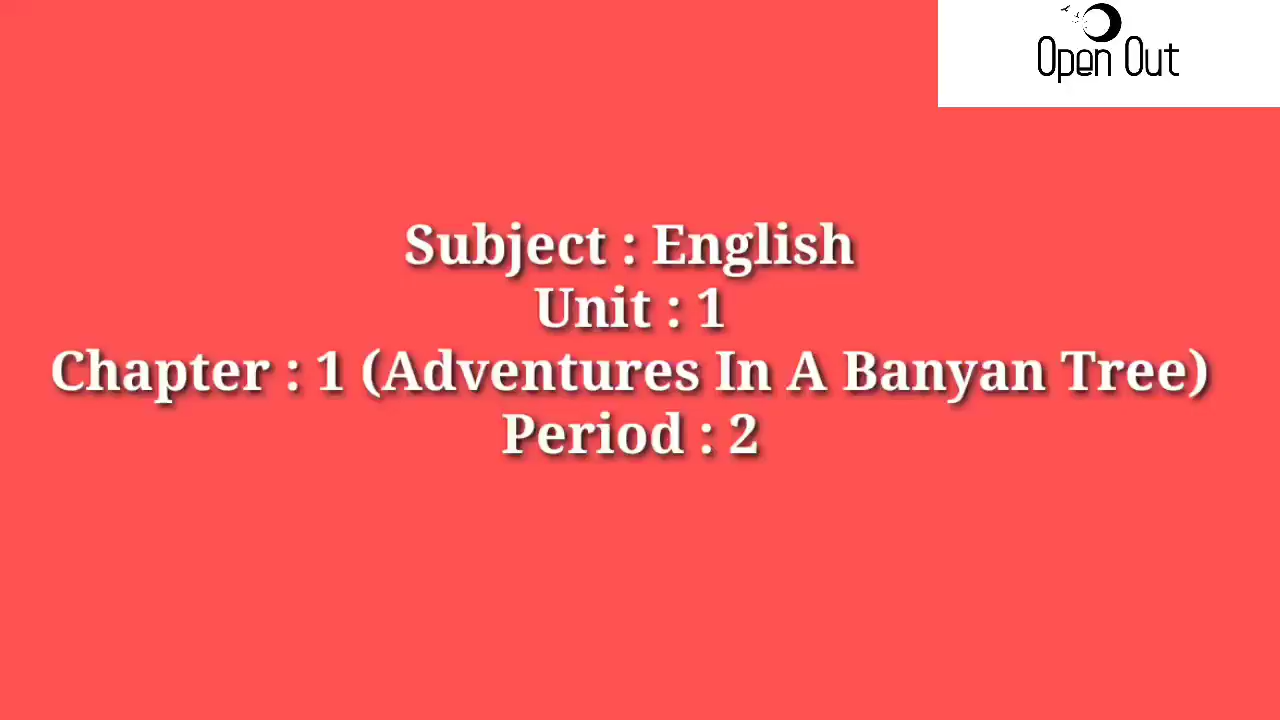 Open Out
Subject : English
Unit : 1
Chapter : 1 (Adventures In A Banyan Tree)
Period : 2